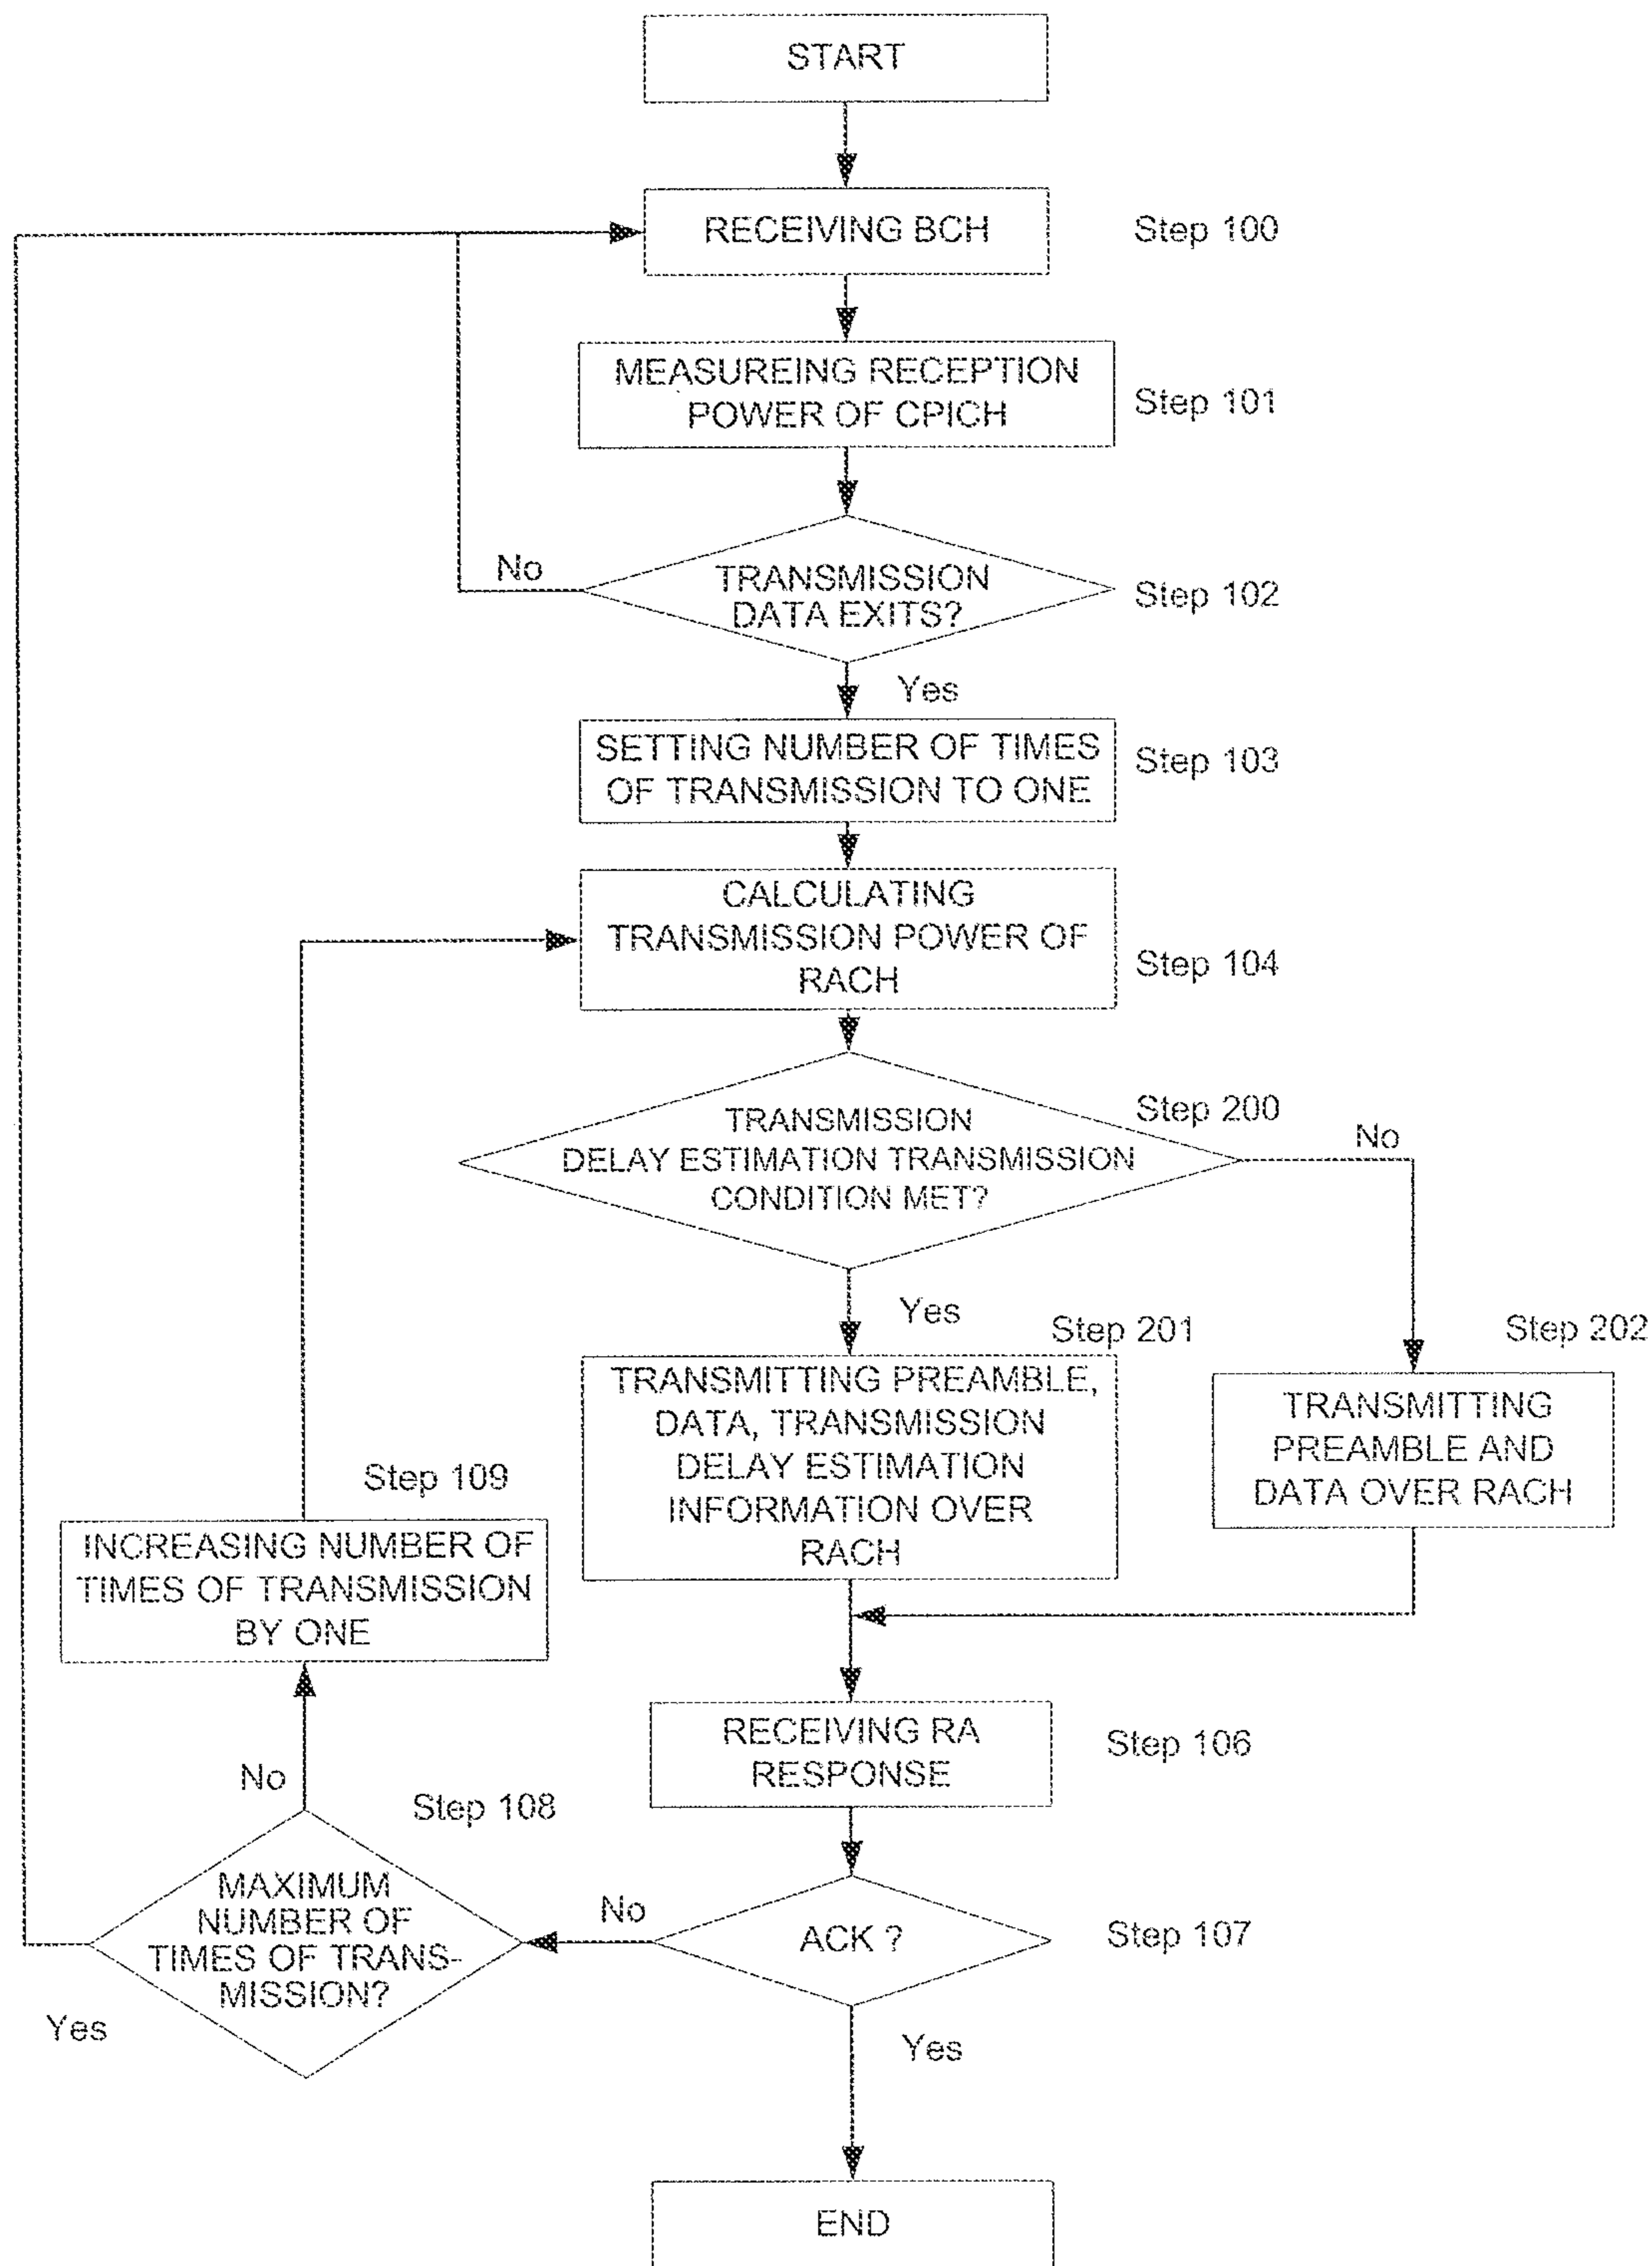 START
RECEIVING BCH
Step 100
MEASUREING RECEPTION
POWER OF CPICH
Step 101
No
TRANSMISSION
DATA EXITS?
Step 102
Yes
SETTING NUMBER OF TIMES
OF TRANSMISSION TO ONE
Step 103
CALCULATING
TRANSMISSION POWER OF
RACH
Step 104
TRANSMISSION
DELAY ESTIMATION TRANSMISSION
CONDITION MET?
Step 200
No
Yes
Step 201
Step 202
TRANSMITTING PREAMBLE,
DATA, TRANSMISSION
DELAY ESTIMATION
INFORMATION OVER
RACH
TRANSMITTING
PREAMBLE AND
DATA OVER RACH
Step 109
INCREASING NUMBER OF
TIMES OF TRANSMISSION
BY ONE
RECEIVING RA
RESPONSE
Step 106
No
Step 108
MAXIMUM
NUMBER OF
TIMES OF TRANS-
MISSION?
No
ACK ?
Step 107
Yes
Yes
END